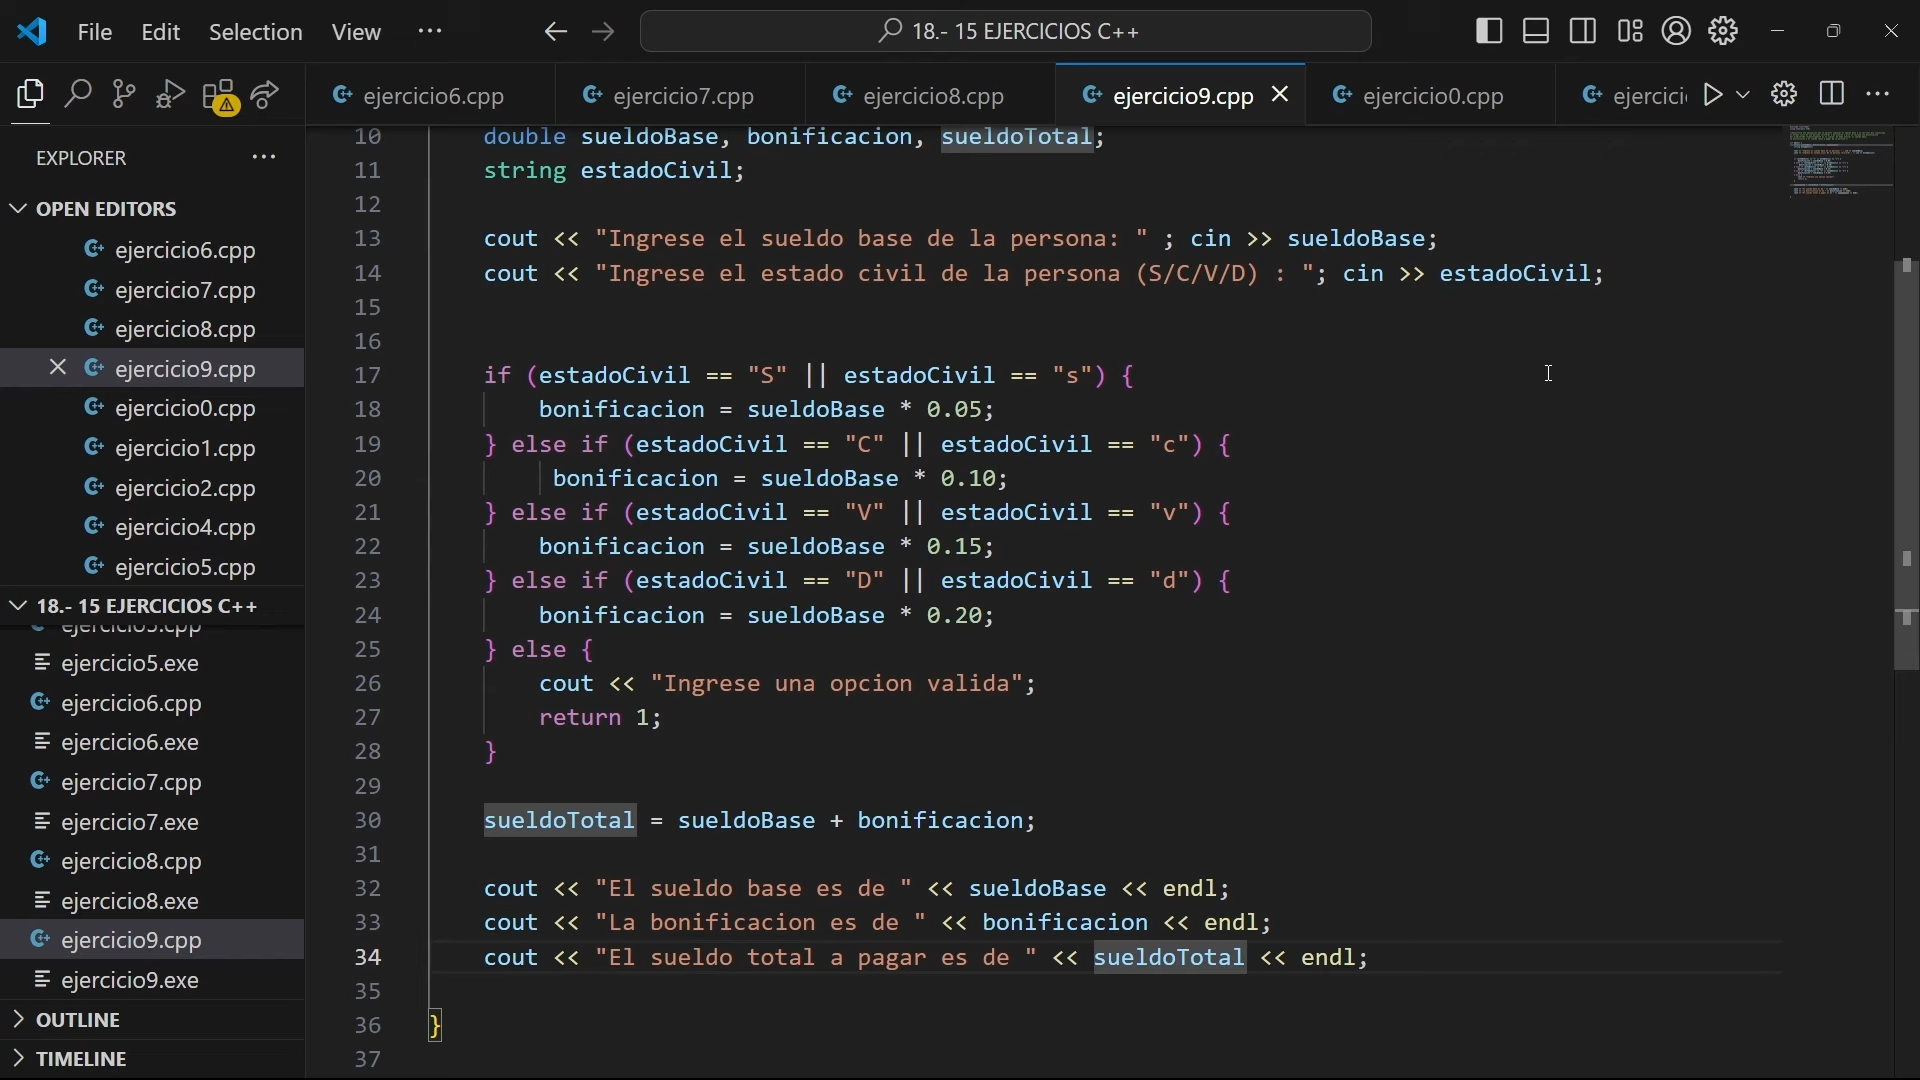 File Edit Selection View ··· 18.- 15 EJERCICIOS C++
ejercicio6.cpp ejercicio7.cpp ejercicio8.cpp ejercicio9.cpp ejercicio0.cpp ejercici
EXPLORER
OPEN EDITORS
ejercicio6.cpp
ejercicio7.cpp
ejercicio8.cpp
ejercicio9.cpp
ejercicio0.cpp
ejercicio1.cpp
ejercicio2.cpp
ejercicio4.cpp
ejercicio5.cpp
18.- 15 EJERCICIOS C++
ejercicio5.cpp
ejercicio5.exe
ejercicio6.cpp
ejercicio6.exe
ejercicio7.cpp
ejercicio7.exe
ejercicio8.cpp
ejercicio8.exe
ejercicio9.cpp
ejercicio9.exe
OUTLINE
TIMELINE
10 double sueldoBase, bonificacion, sueldoTotal;
11 string estadoCivil;
12
13 cout << "Ingrese el sueldo base de la persona: " ; cin >> sueldoBase;
14 cout << "Ingrese el estado civil de la persona (S/C/V/D) : "; cin >> estadoCivil;
15
16
17 if (estadoCivil == "S" || estadoCivil == "s") {
18 bonificacion = sueldoBase * 0.05;
19 } else if (estadoCivil == "C" || estadoCivil == "c") {
20 bonificacion = sueldoBase * 0.10;
21 } else if (estadoCivil == "V" || estadoCivil == "v") {
22 bonificacion = sueldoBase * 0.15;
23 } else if (estadoCivil == "D" || estadoCivil == "d") {
24 bonificacion = sueldoBase * 0.20;
25 } else {
26 cout << "Ingrese una opcion valida";
27 return 1;
28 }
29
30 sueldoTotal = sueldoBase + bonificacion;
31
32 cout << "El sueldo base es de " << sueldoBase << endl;
33 cout << "La bonificacion es de " << bonificacion << endl;
34 cout << "El sueldo total a pagar es de " << sueldoTotal << endl;
35
36 }
37